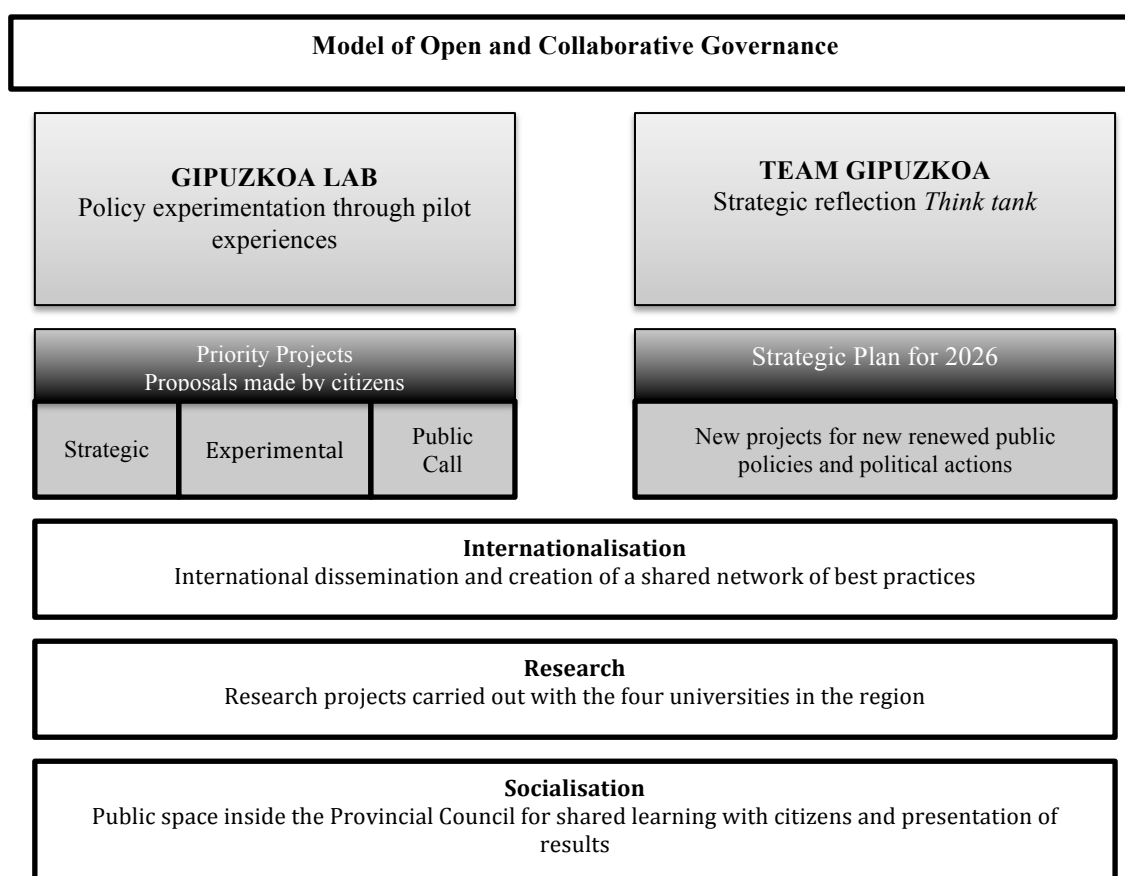 Model of Open and Collaborative Governance
GIPUZKOA LAB
Policy experimentation through pilot
experiences
TEAM GIPUZKOA
Strategic reflection Think tank
Priority Projects
Proposals made by citizens
Strategic Plan for 2026
Strategic
Experimental
Public
Call
New projects for new renewed public
policies and political actions
Internationalisation
International dissemination and creation of a shared network of best practices
Research
Research projects carried out with the four universities in the region
Socialisation
Public space inside the Provincial Council for shared learning with citizens and presentation of
results